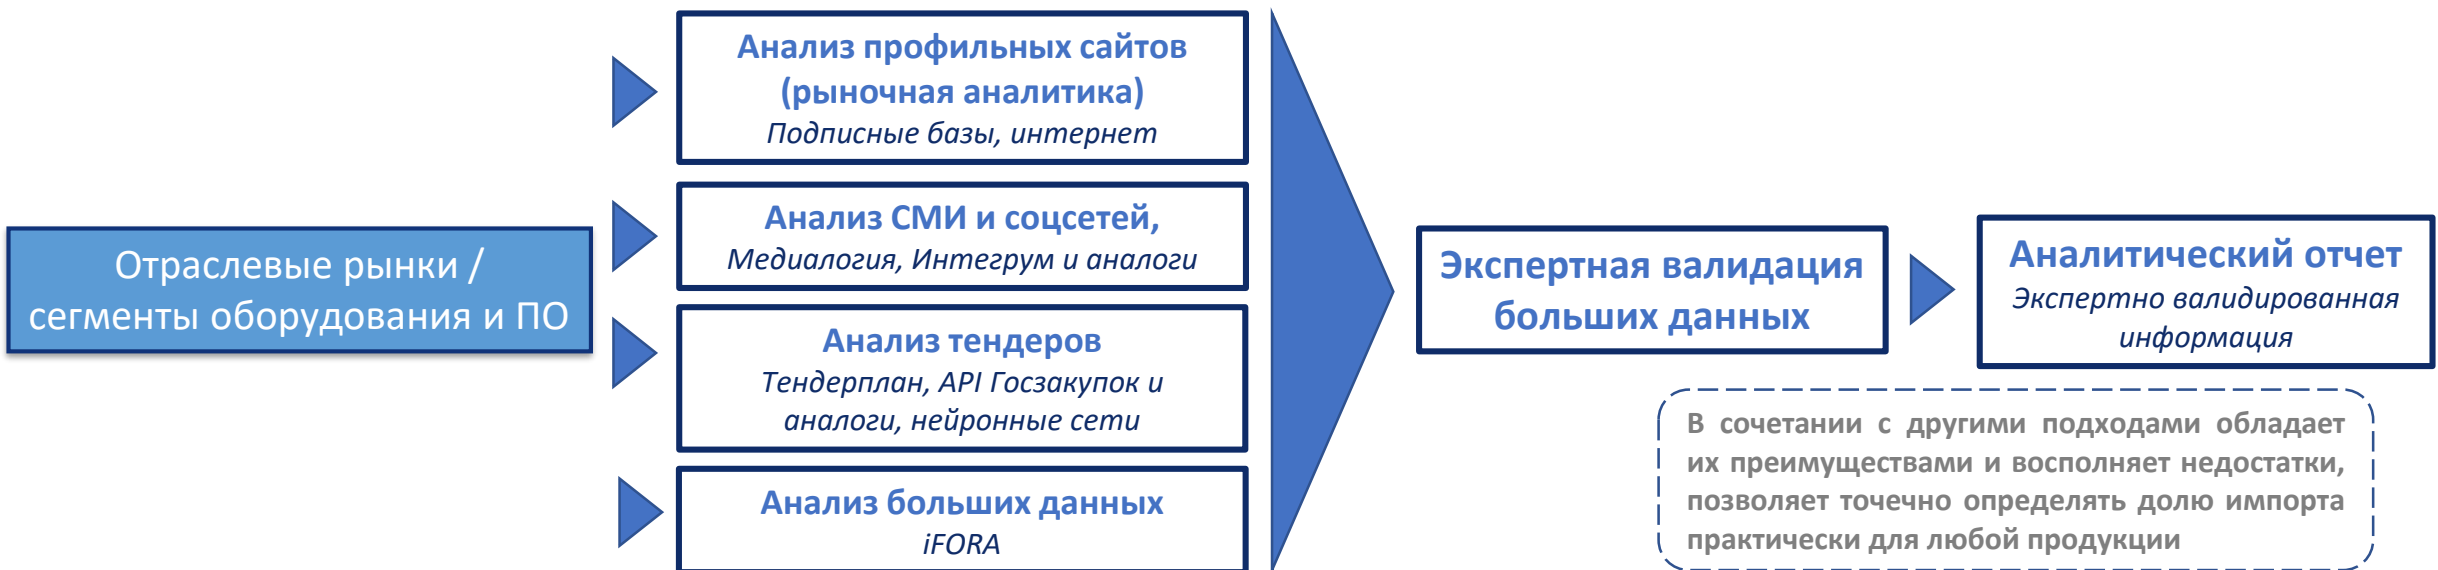 Отраслевые рынки /
сегменты оборудования и ПО
Анализ профильных сайтов
(рыночная аналитика)
Подписные базы, интернет
Анализ СМИ и соцсетей,
Медиалогия, Интегрум и аналоги
Анализ тендеров
Тендерплан, API Госзакупок и
аналоги, нейронные сети
Анализ больших данных
iFORA
Экспертная валидация
больших данных
Аналитический отчет
Экспертно валидированная
информация
В сочетании с другими подходами обладает
их преимуществами и восполняет недостатки,
позволяет точечно определять долю импорта
практически для любой продукции